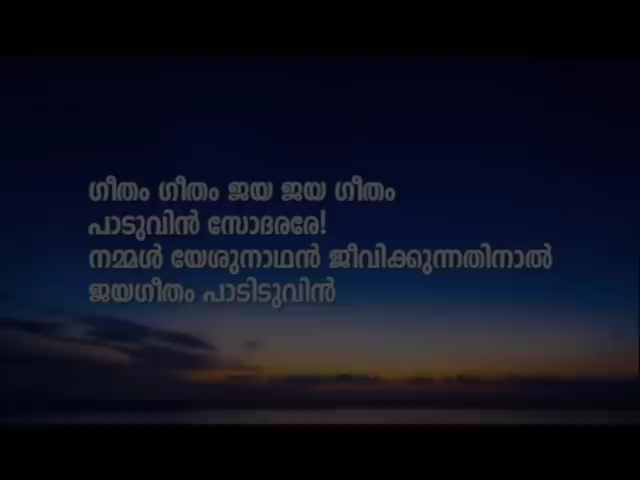 ഗീതം ഗീതം ജയ ജയ ഗീതം
പാടുവിൻ സോദരരേ!
നമ്മൾ യേശുനാഥൻ ജീവിക്കുന്നതിനാൽ
ജയഗീതം പാടിടുവിൻ